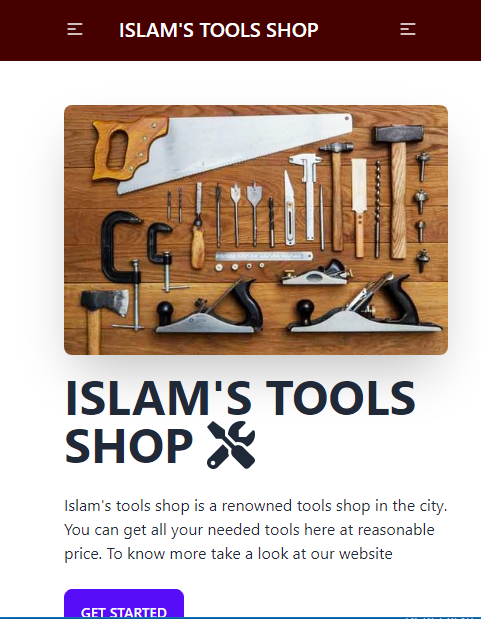 ISLAM'S TOOLS SHOP
ISLAM'S TOOLS
SHOP
Islam's tools shop is a renowned tools shop in the city.
You can get all your needed tools here at reasonable
price. To know more take a look at our website
GET STARTED